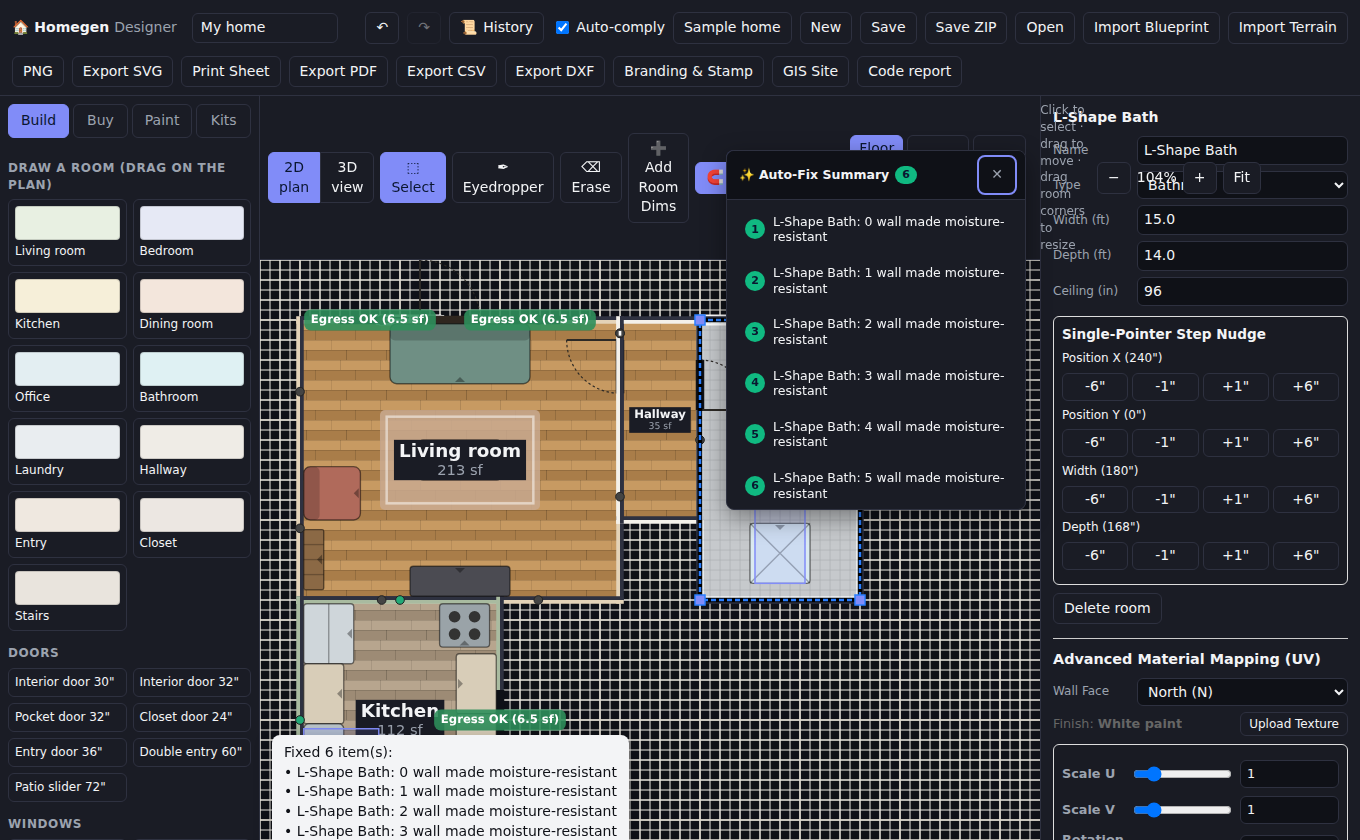 🏠 Homegen Designer My home ↶ ↷ 📜 History Auto-comply Sample home New Save Save ZIP Open Import Blueprint Import Terrain
PNG Export SVG Print Sheet Export PDF Export CSV Export DXF Branding & Stamp GIS Site Code report
Build Buy Paint Kits
DRAW A ROOM (DRAG ON THE
PLAN)
Living room Bedroom
Kitchen Dining room
Office Bathroom
Laundry Hallway
Entry Closet
Stairs
DOORS
Interior door 30" Interior door 32"
Pocket door 32" Closet door 24"
Entry door 36" Double entry 60"
Patio slider 72"
WINDOWS
2D
plan
3D
view
Select
Eyedropper
Erase
Add
Room
Dims
Floor
Click to
select ·
drag to
move ·
drag
room
corners
to
resize
− 104% + Fit
✨ Auto-Fix Summary 6 ✕
1 L-Shape Bath: 0 wall made moisture-
resistant
2 L-Shape Bath: 1 wall made moisture-
resistant
3 L-Shape Bath: 2 wall made moisture-
resistant
4 L-Shape Bath: 3 wall made moisture-
resistant
5 L-Shape Bath: 4 wall made moisture-
resistant
6 L-Shape Bath: 5 wall made moisture-
resistant
Egress OK (6.5 sf) Egress OK (6.5 sf)
Hallway
35 sf
Living room
213 sf
Kitchen
112 sf
Egress OK (6.5 sf)
Fixed 6 item(s):
• L-Shape Bath: 0 wall made moisture-resistant
• L-Shape Bath: 1 wall made moisture-resistant
• L-Shape Bath: 2 wall made moisture-resistant
• L-Shape Bath: 3 wall made moisture-resistant
L-Shape Bath
Name L-Shape Bath
Type
Width (ft) 15.0
Depth (ft) 14.0
Ceiling (in) 96
Single-Pointer Step Nudge
Position X (240")
-6" -1" +1" +6"
Position Y (0")
-6" -1" +1" +6"
Width (180")
-6" -1" +1" +6"
Depth (168")
-6" -1" +1" +6"
Delete room
Advanced Material Mapping (UV)
Wall Face North (N)
Finish: White paint Upload Texture
Scale U 1
Scale V 1
Rotation